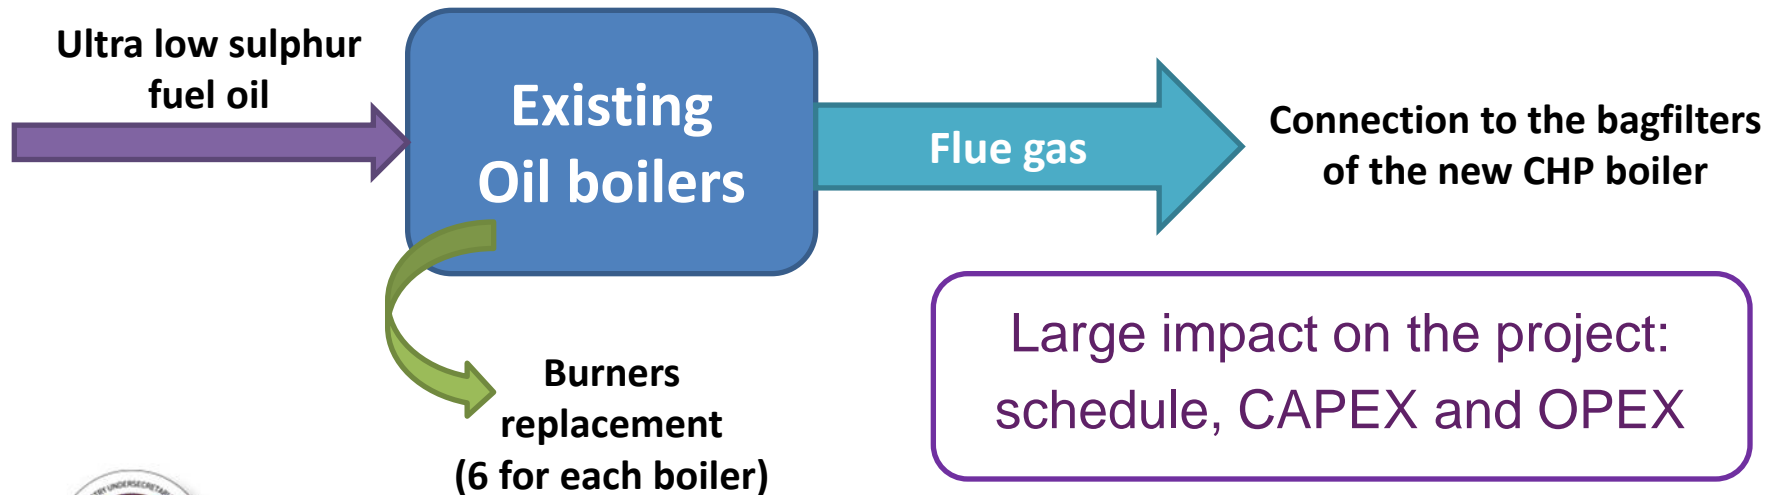 Ultra low sulphur
fuel oil
Existing
Oil boilers
Flue gas
Connection to the bagfilters
of the new CHP boiler
Burners
replacement
(6 for each boiler)
Large impact on the project:
schedule, CAPEX and OPEX